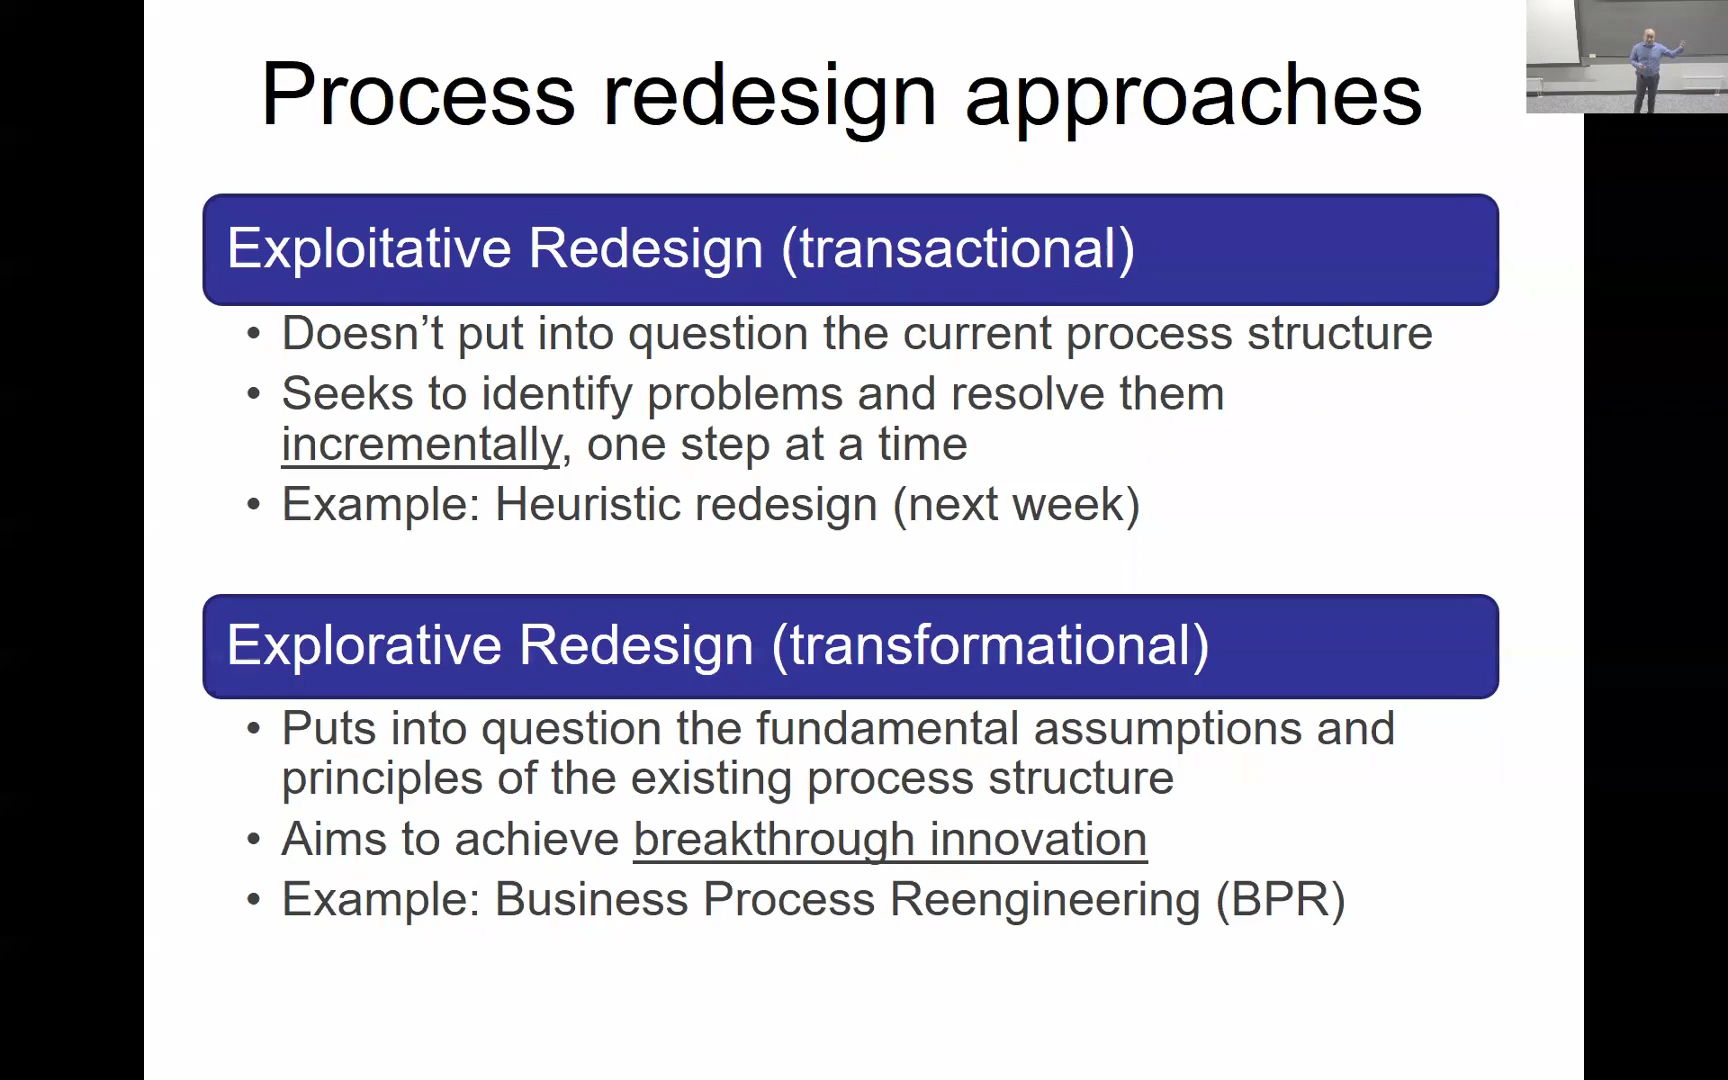 Process redesign approaches
Exploitative Redesign (transactional)
• Doesn’t put into question the current process structure
• Seeks to identify problems and resolve them
incrementally, one step at a time
• Example: Heuristic redesign (next week)
Explorative Redesign (transformational)
• Puts into question the fundamental assumptions and
principles of the existing process structure
• Aims to achieve breakthrough innovation
• Example: Business Process Reengineering (BPR)